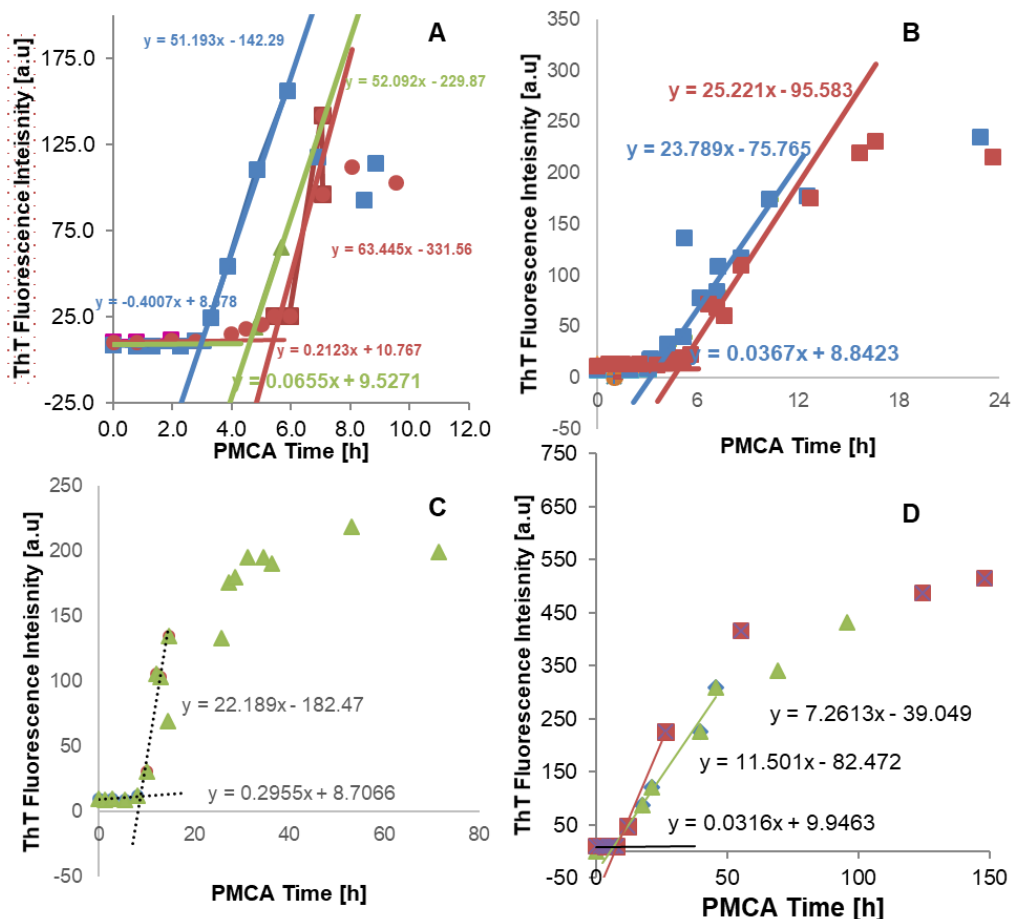 A
ThT Fluorescence Inteisnity [a.u]
175.0
125.0
75.0
25.0
-25.0
0.0 2.0 4.0 6.0 8.0 10.0 12.0
PMCA Time [h]
y = 51.193x - 142.29
y = 52.092x - 229.87
y = 63.445x - 331.56
y = -0.4007x + 8.578
y = 0.2123x + 10.767
y = 0.0655x + 9.5271
B
ThT Fluorescence Inteisnity [a.u]
350
300
250
200
150
100
50
0
-50
0 6 12 18 24
PMCA Time [h]
y = 25.221x - 95.583
y = 23.789x - 75.765
y = 0.0367x + 8.8423
C
ThT Fluorescence Inteisnity [a.u]
250
200
150
100
50
0
-50
0 20 40 60 80
PMCA Time [h]
y = 22.189x - 182.47
y = 0.2955x + 8.7066
D
ThT Fluorescence Inteisnity [a.u]
750
650
550
450
350
250
150
50
-50
0 50 100 150
PMCA Time [h]
y = 7.2613x - 39.049
y = 11.501x - 82.472
y = 0.0316x + 9.9463